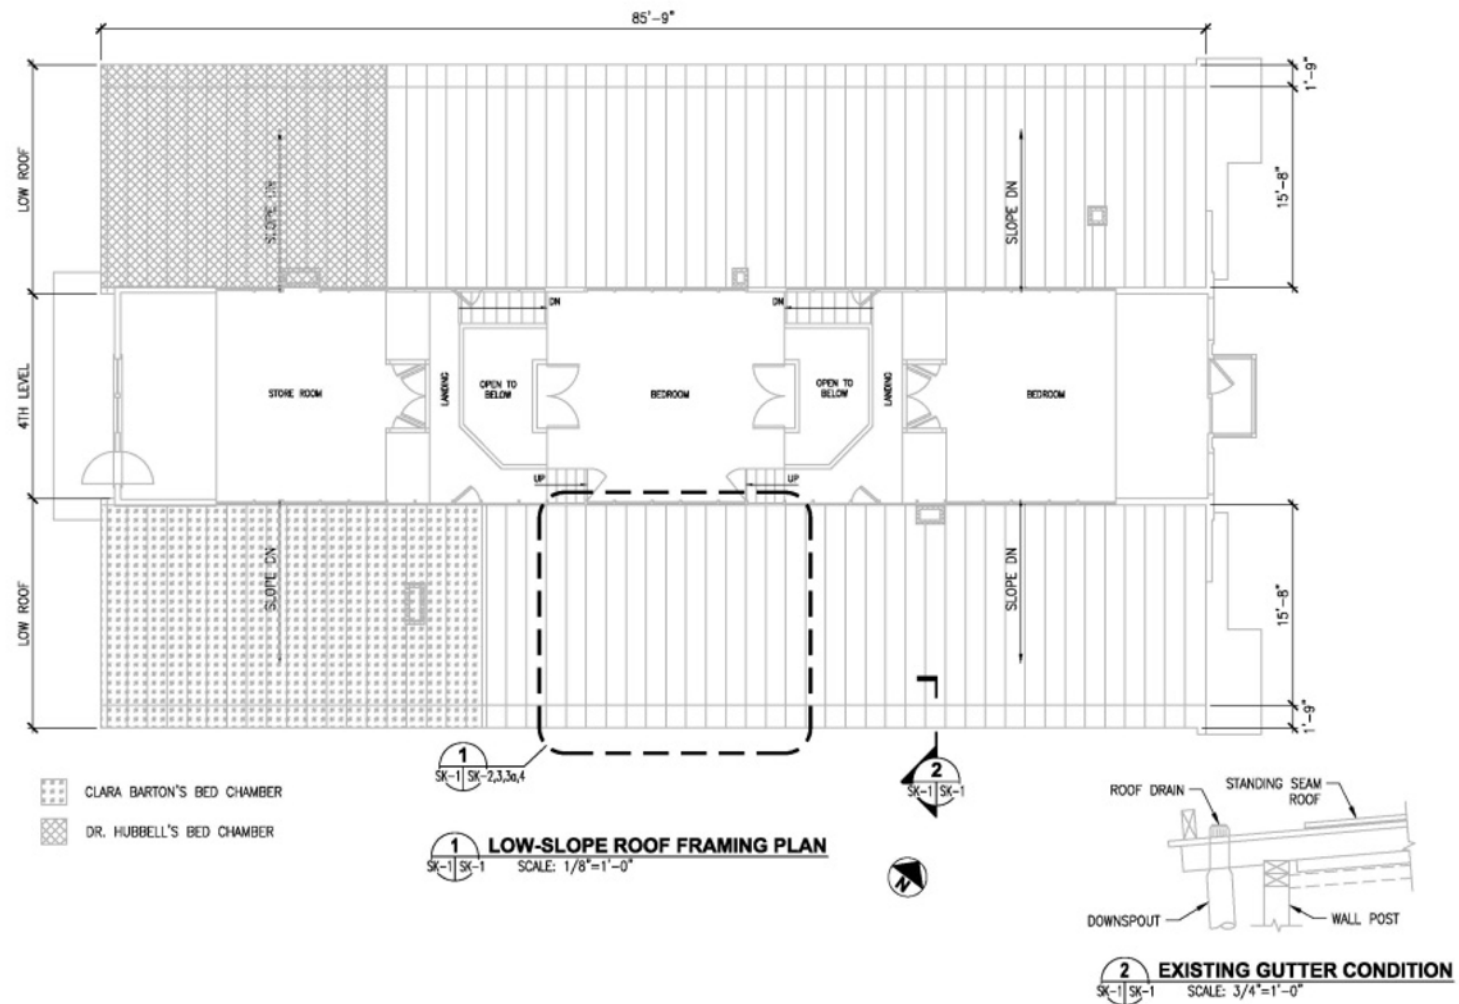 85'-9"
1'-9"
LOW ROOF
SLOPE DN
SLOPE DN
15'-8"
DN
DN
4TH LEVEL
STORE ROOM
LANDING
OPEN TO
BELOW
BEDROOM
OPEN TO
BELOW
LANDING
BEDROOM
UP
UP
LOW ROOF
SLOPE DN
SLOPE DN
15'-8"
1'-9"
1
SK-1 SK-2,3,3a,4
2
SK-1 SK-1
CLARA BARTON'S BED CHAMBER
DR. HUBBELL'S BED CHAMBER
1 LOW-SLOPE ROOF FRAMING PLAN
SK-1 SK-1 SCALE: 1/8"=1'-0"
N
ROOF DRAIN
STANDING SEAM
ROOF
DOWNSPOUT
WALL POST
2 EXISTING GUTTER CONDITION
SK-1 SK-1 SCALE: 3/4"=1'-0"